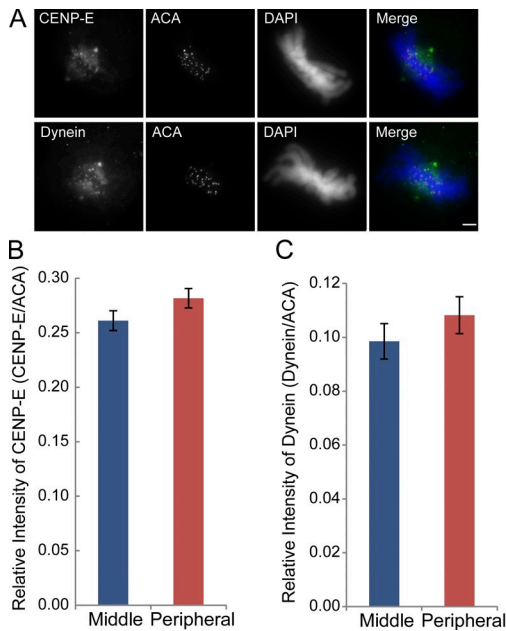 A
CENP-E ACA DAPI Merge
Dynein ACA DAPI Merge
B
Relative Intensity of CENP-E (CENP-E/ACA)
0.30
0.25
0.20
0.15
0.10
0.05
0.00
Middle Peripheral
C
Relative Intensity of Dynein (Dynein/ACA)
0.12
0.10
0.08
0.06
0.04
0.02
0.00
Middle Peripheral